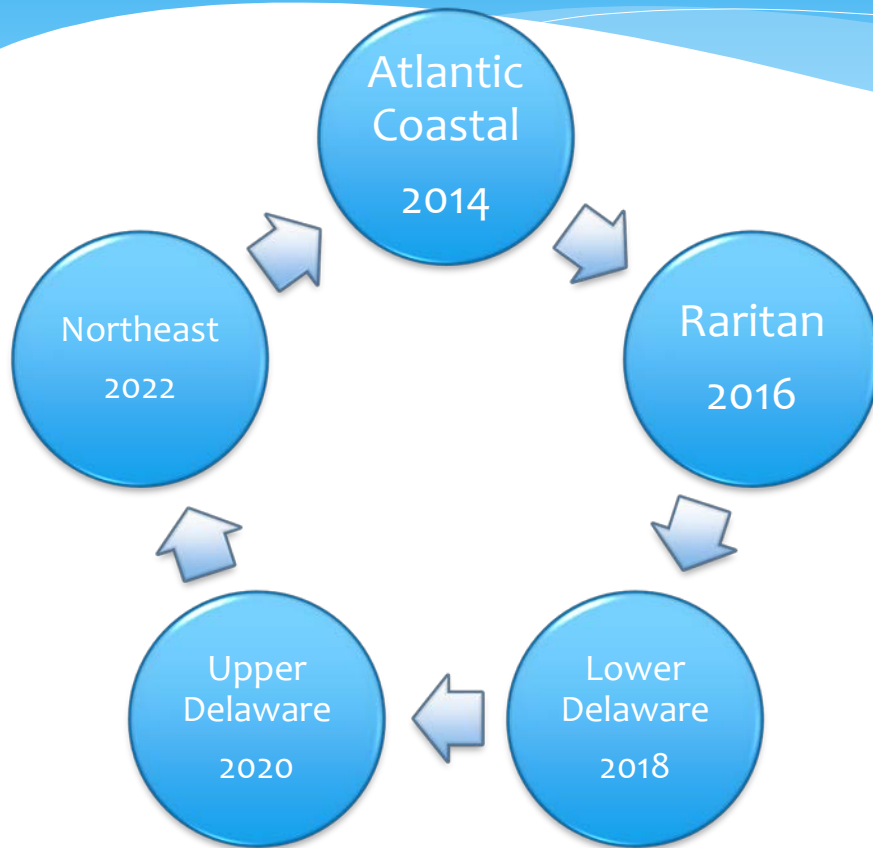 Atlantic
Coastal
2014
Raritan
2016
Lower
Delaware
2018
Upper
Delaware
2020
Northeast
2022